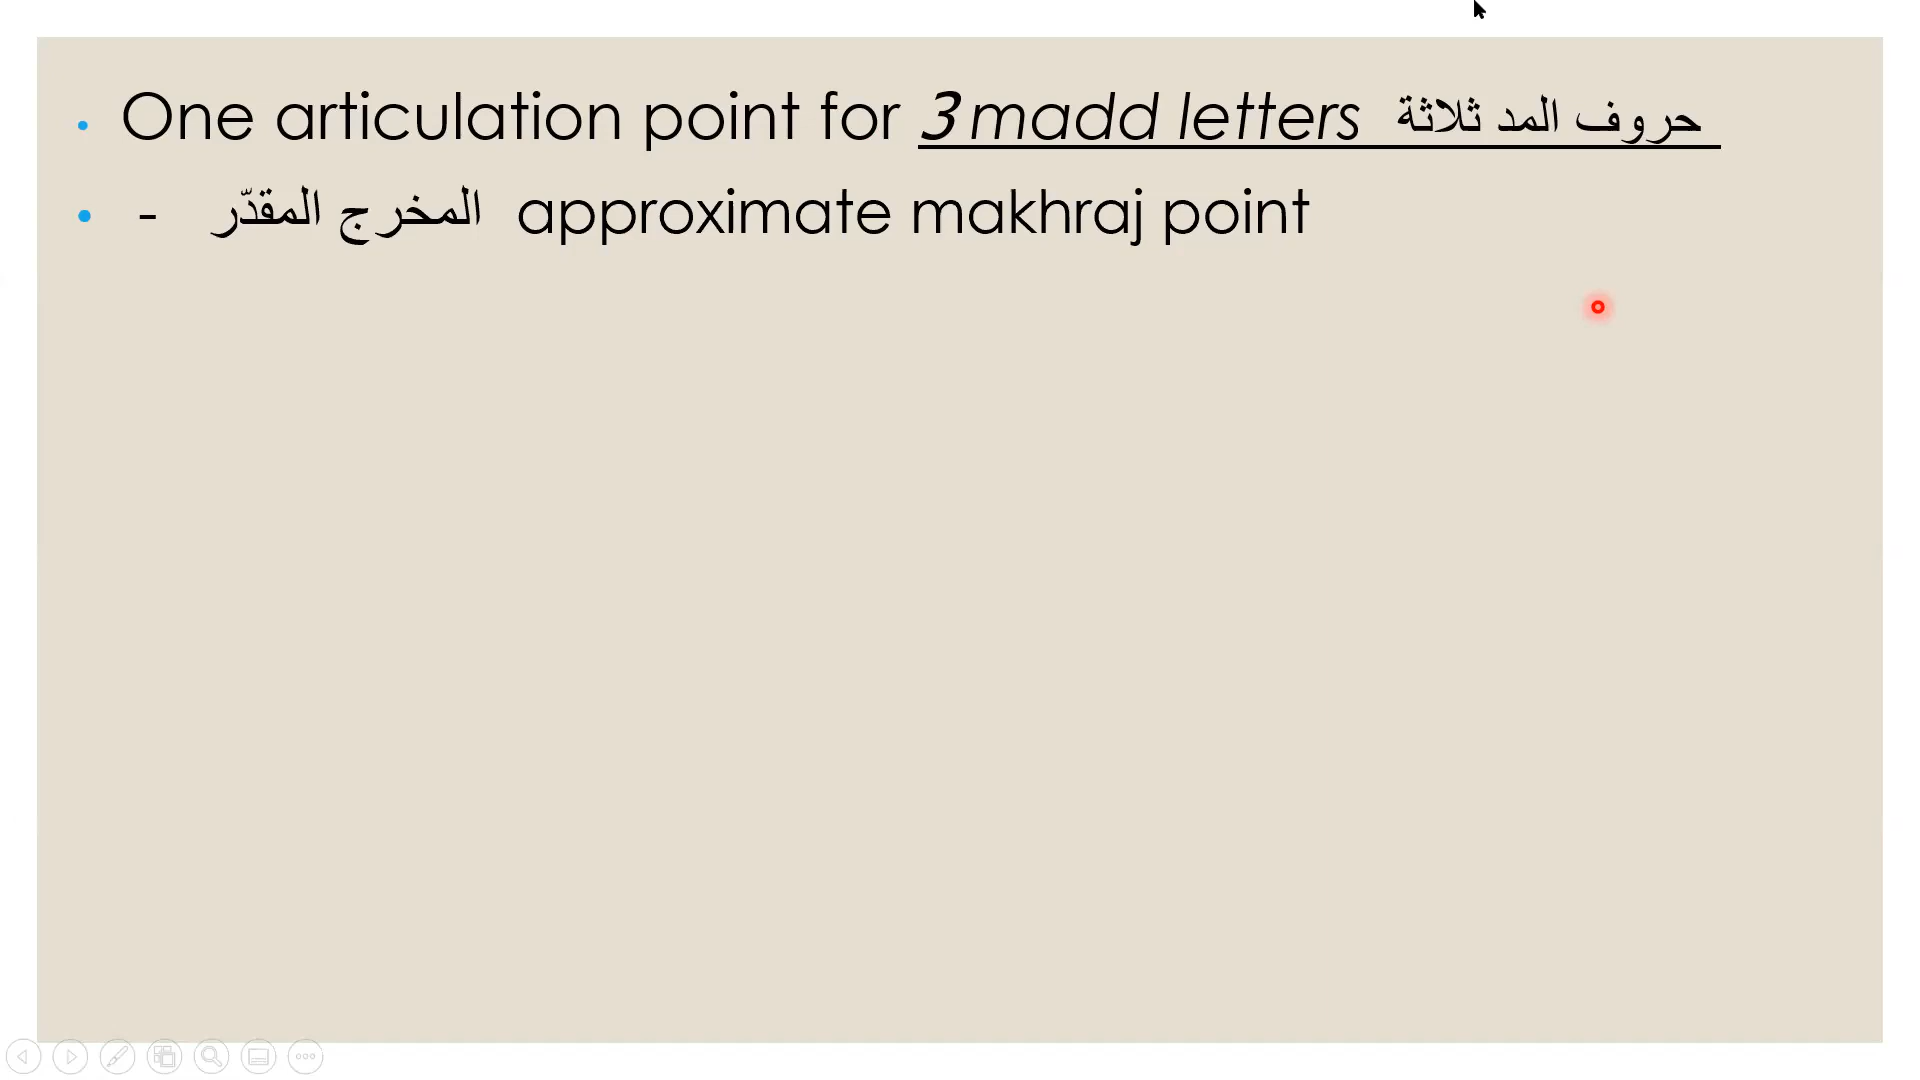 • One articulation point for 3 madd letters حروف المد ثلاثة
• - المخرج المقدّر approximate makhraj point